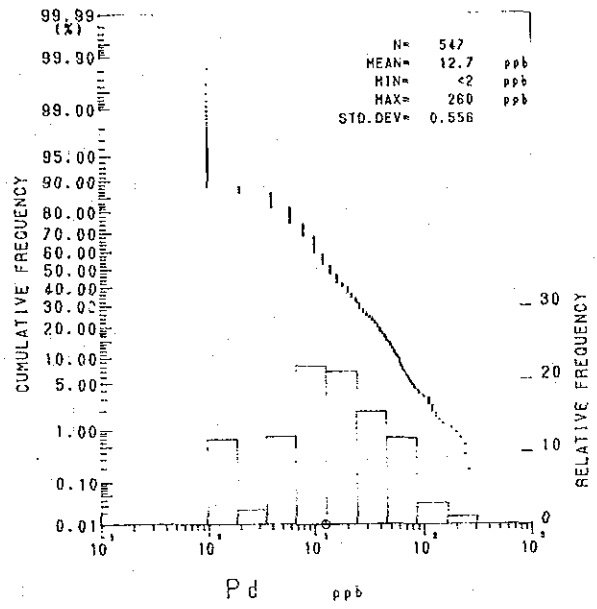 99.99
(%)
99.90
99.00
95.00
90.00
80.00
70.00
60.00
50.00
40.00
30.00
20.00
10.00
5.00
1.00
0.10
0.01
CUMULATIVE FREQUENCY
N= 547
MEAN= 12.7 ppb
MIN= <2 ppb
MAX= 260 ppb
STD.DEV= 0.556
30
20
10
0
RELATIVE FREQUENCY
Pd ppb